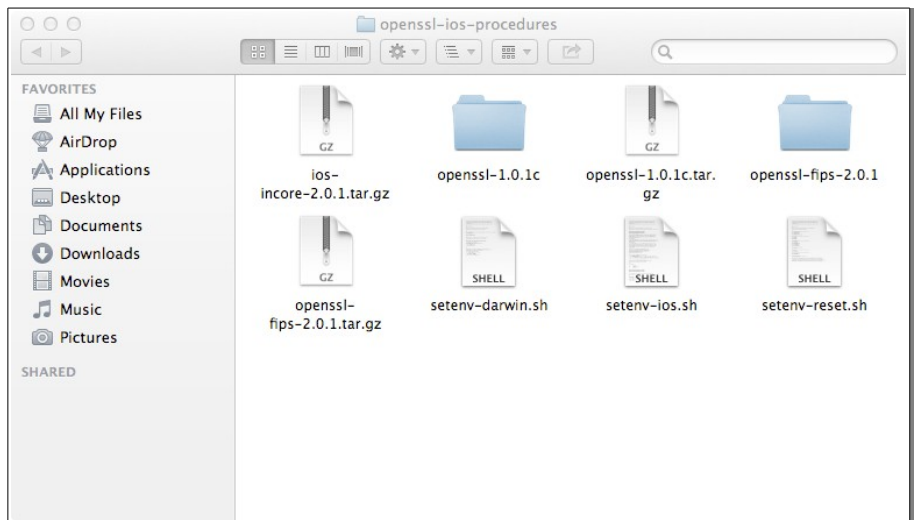 openssl-ios-procedures
FAVORITES
All My Files
AirDrop
Applications
Desktop
Documents
Downloads
Movies
Music
Pictures
SHARED
GZ
GZ
ios-
incore-2.0.1.tar.gz
openssl-1.0.1c
openssl-1.0.1c.tar.
gz
openssl-fips-2.0.1
GZ
SHELL
SHELL
SHELL
openssl-
fips-2.0.1.tar.gz
setenv-darwin.sh
setenv-ios.sh
setenv-reset.sh